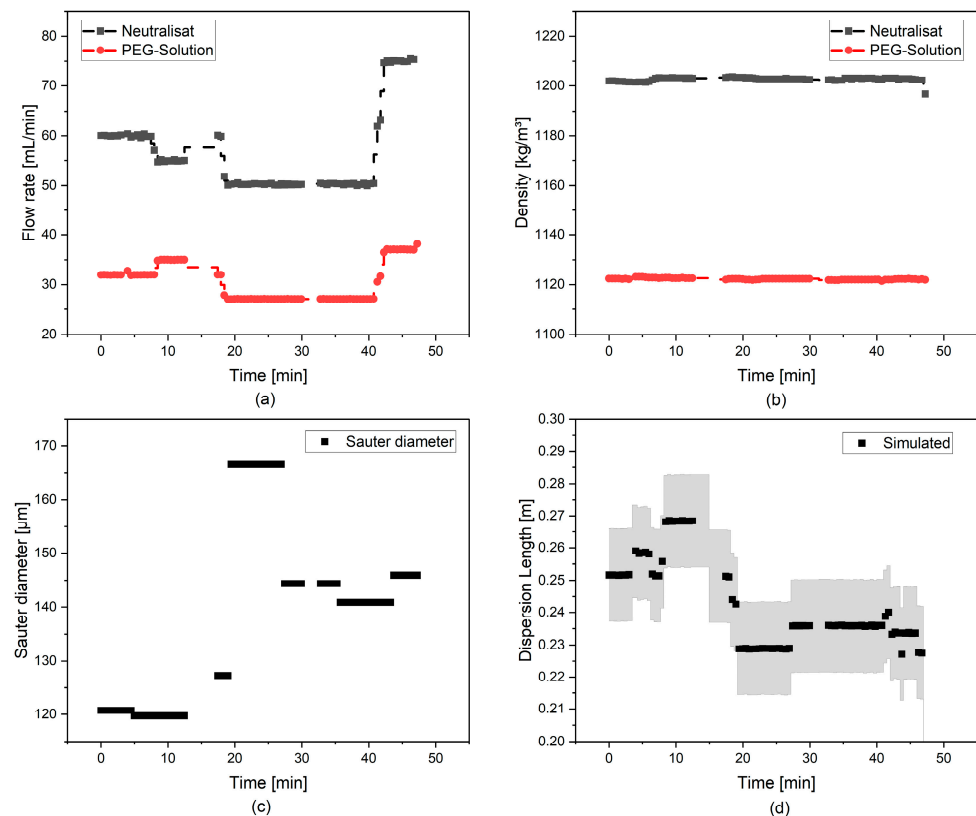 Neutralisat
PEG-Solution
80
70
60
50
40
30
20
Flow rate [mL/min]
0 10 20 30 40 50
Time [min]
(a)
Neutralisat
PEG-Solution
1220
1200
1180
1160
1140
1120
1100
Density [kg/m³]
0 10 20 30 40 50
Time [min]
(b)
Sauter diameter
170
160
150
140
130
120
Sauter diameter [µm]
0 10 20 30 40 50
Time [min]
(c)
Simulated
0.30
0.29
0.28
0.27
0.26
0.25
0.24
0.23
0.22
0.21
0.20
Dispersion Length [m]
0 10 20 30 40 50
Time [min]
(d)